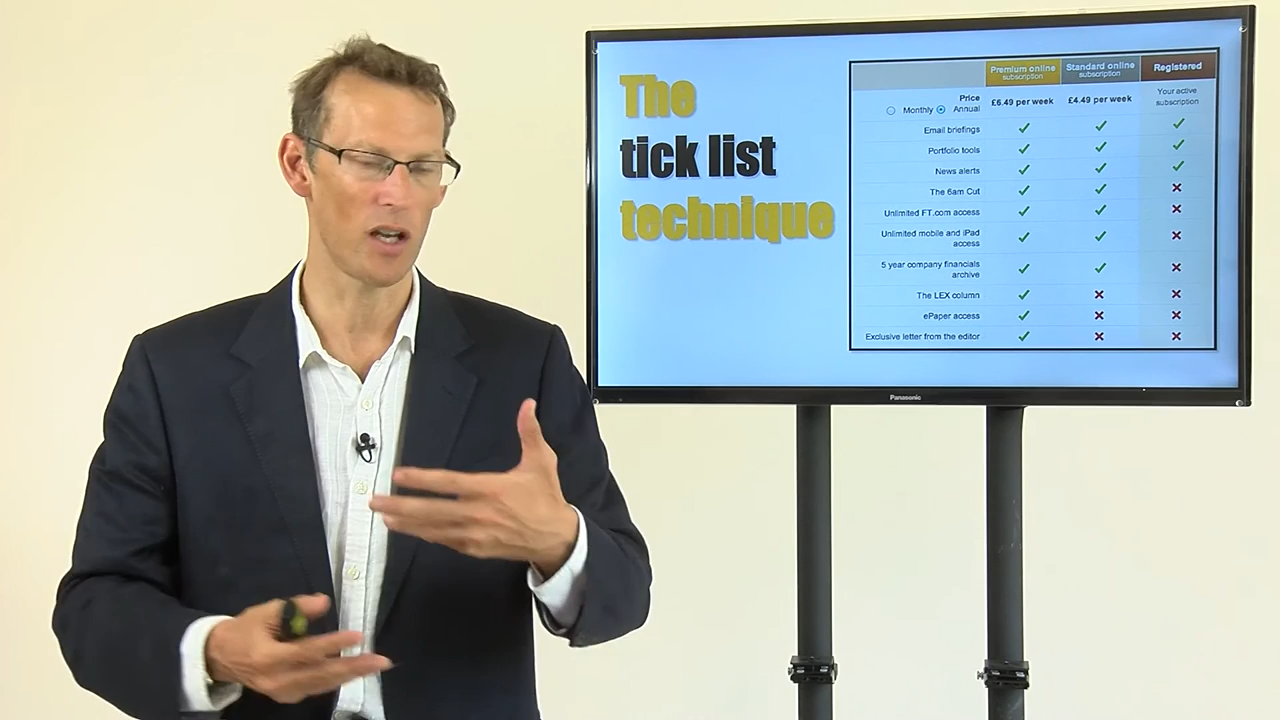 The
tick list
technique
Premium online
subscription
Standard online
subscription
Registered
Price
Monthly Annual
£6.49 per week
£4.49 per week
Your active
subscription
Email briefings
Portfolio tools
News alerts
The 6am Cut
Unlimited FT.com access
Unlimited mobile and iPad
access
5 year company financials
archive
The LEX column
ePaper access
Exclusive letter from the editor
Panasonic